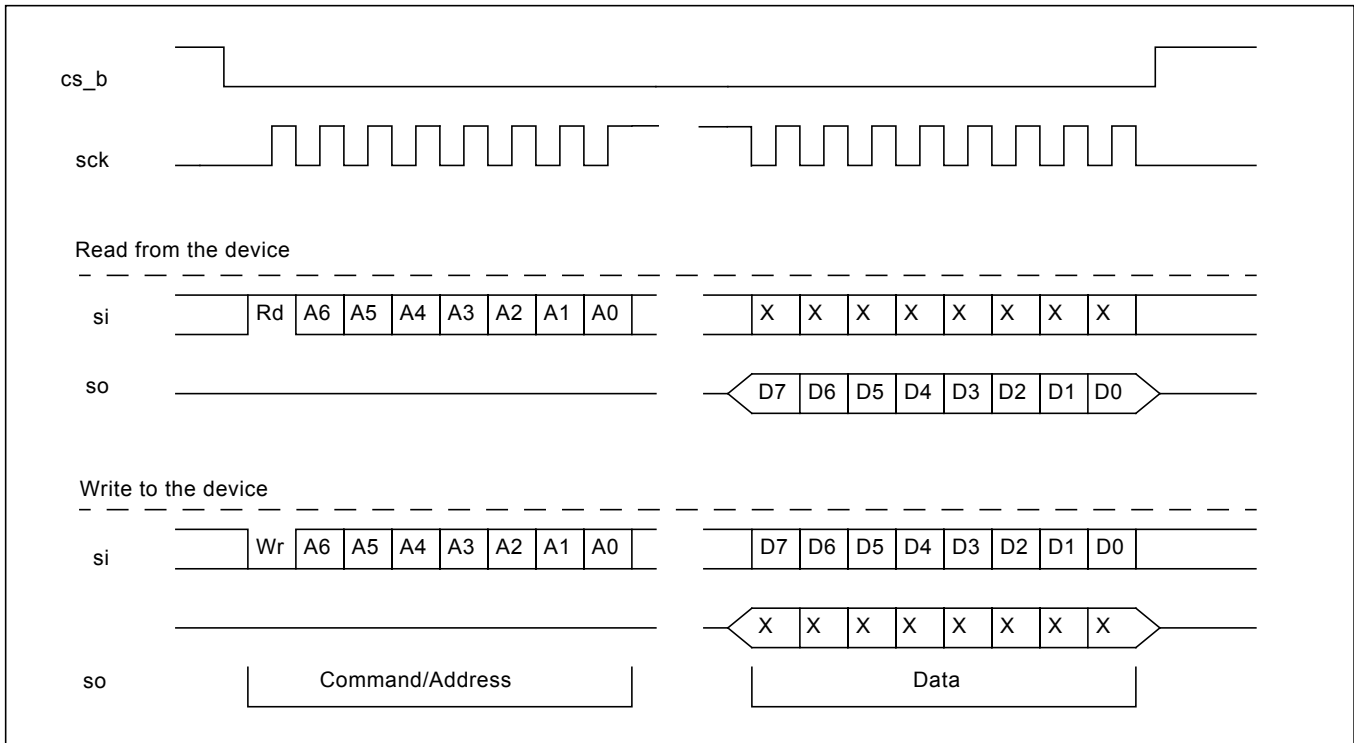 cs_b
sck
Read from the device
si Rd A6 A5 A4 A3 A2 A1 A0 X X X X X X X X
so D7 D6 D5 D4 D3 D2 D1 D0
Write to the device
si Wr A6 A5 A4 A3 A2 A1 A0 D7 D6 D5 D4 D3 D2 D1 D0
X X X X X X X X
so Command/Address Data